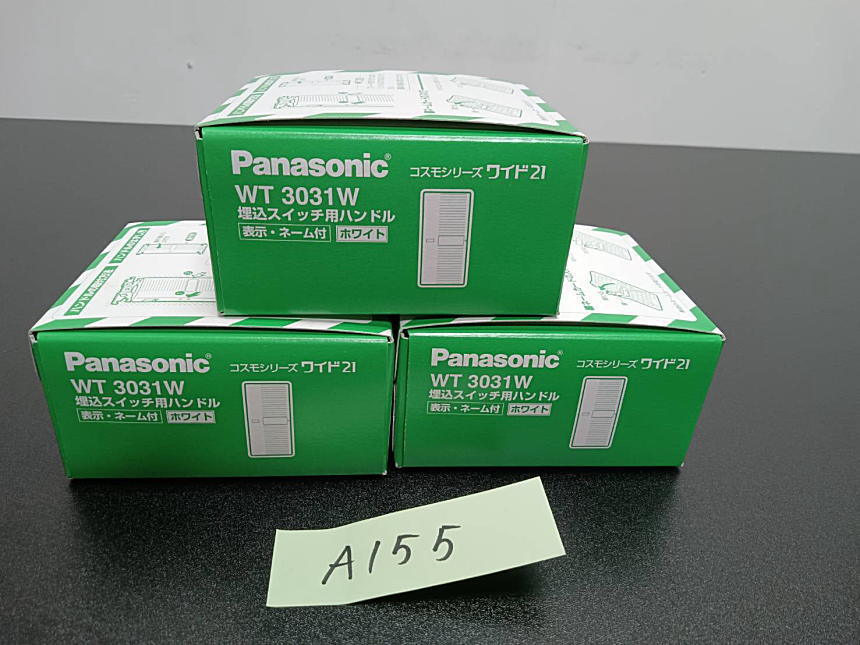 Panasonic®
コスモシリーズ ワイド21
WT 3031W
埋込スイッチ用ハンドル
表示・ネーム付 ホワイト
Panasonic®
コスモシリーズ ワイド21
WT 3031W
埋込スイッチ用ハンドル
表示・ネーム付 ホワイト
Panasonic®
コスモシリーズ ワイド21
WT 3031W
埋込スイッチ用ハンドル
表示・ネーム付 ホワイト
A155